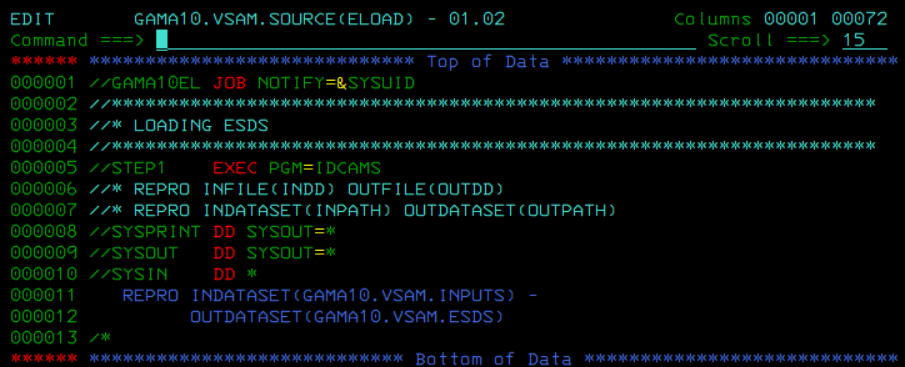 EDIT       GAMA10.VSAM.SOURCE(ELOAD) - 01.02                    Columns 00001 00072
Command ===>                                                       Scroll ===> 15
****** ***************************** Top of Data ******************************
000001 //GAMA10EL JOB NOTIFY=&SYSUID
000002 //*********************************************************************
000003 //* LOADING ESDS
000004 //*********************************************************************
000005 //STEP1    EXEC PGM=IDCAMS
000006 //* REPRO INFILE(INDD) OUTFILE(OUTDD)
000007 //* REPRO INDATASET(INPATH) OUTDATASET(OUTPATH)
000008 //SYSPRINT DD SYSOUT=*
000009 //SYSOUT   DD SYSOUT=*
000010 //SYSIN    DD *
000011    REPRO INDATASET(GAMA10.VSAM.INPUTS) -
000012          OUTDATASET(GAMA10.VSAM.ESDS)
000013 /*
****** **************************** Bottom of Data ****************************